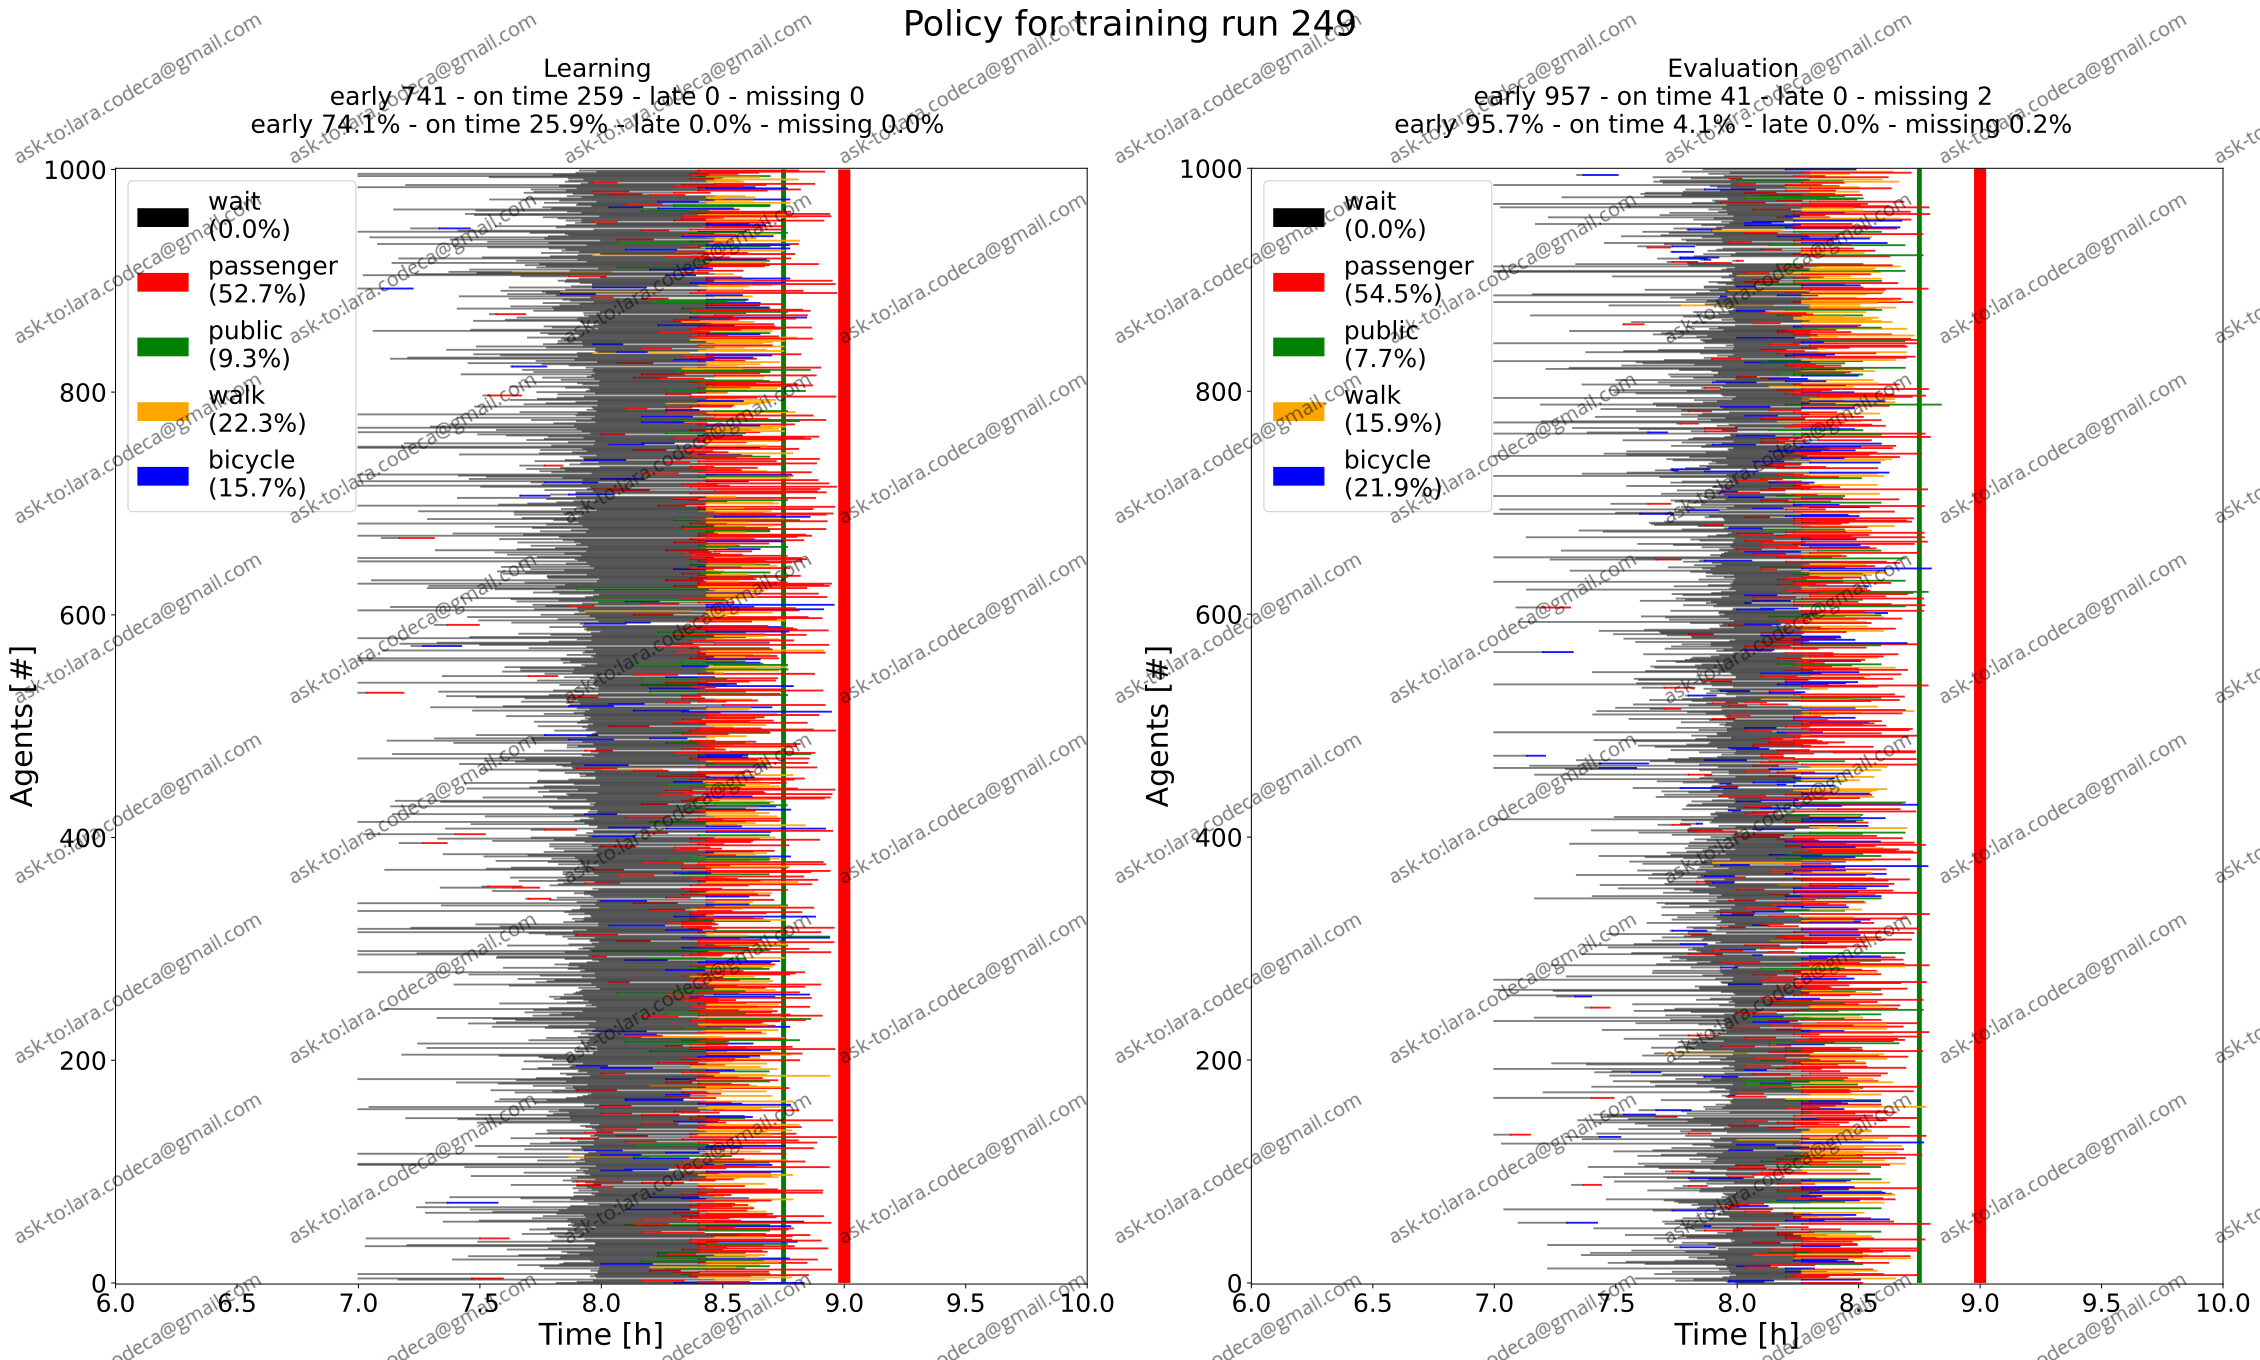 Policy for training run 249
Learning
early 741 - on time 259 - late 0 - missing 0
early 74.1% - on time 25.9% - late 0.0% - missing 0.0%
1000
800
600
400
200
0
Agents [#]
wait
(0.0%)
passenger
(52.7%)
public
(9.3%)
walk
(22.3%)
bicycle
(15.7%)
6.0 6.5 7.0 7.5 8.0 8.5 9.0 9.5 10.0
Time [h]
Evaluation
early 957 - on time 41 - late 0 - missing 2
early 95.7% - on time 4.1% - late 0.0% - missing 0.2%
1000
800
600
400
200
0
Agents [#]
wait
(0.0%)
passenger
(54.5%)
public
(7.7%)
walk
(15.9%)
bicycle
(21.9%)
6.0 6.5 7.0 7.5 8.0 8.5 9.0 9.5 10.0
Time [h]
ask-to:lara.codeca@gmail.com